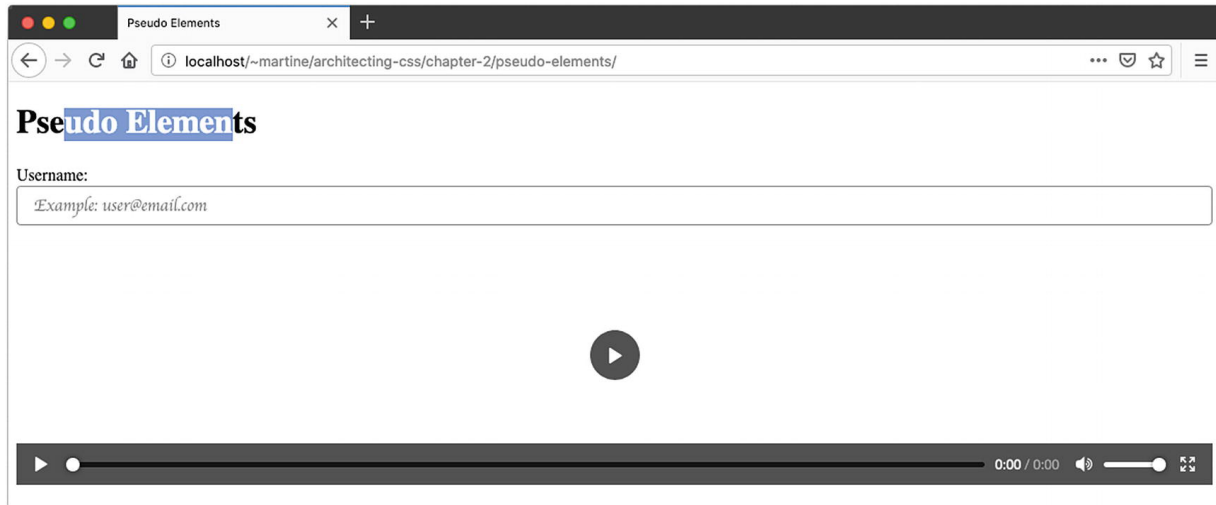 Pseudo Elements
localhost/~martine/architecting-css/chapter-2/pseudo-elements/
Pseudo Elements
Username:
Example: user@email.com
0:00 / 0:00